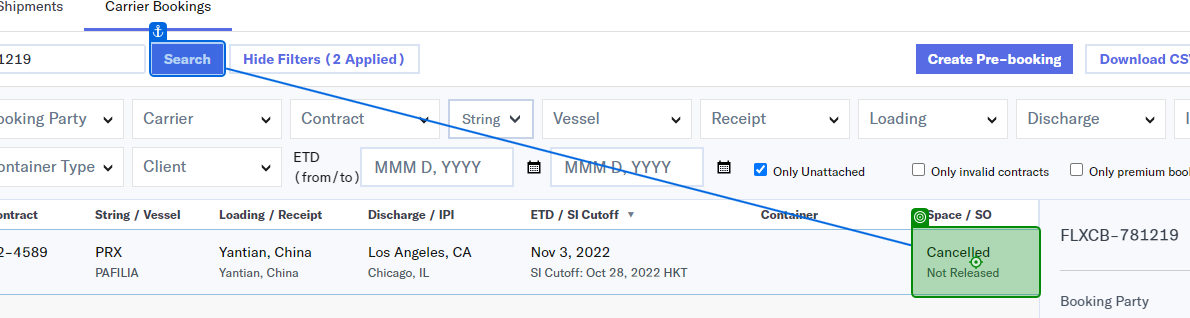 Shipments Carrier Bookings
1219 Search Hide Filters (2 Applied) Create Pre-booking Download CSV
ooking Party Carrier Contract String Vessel Receipt Loading Discharge
ontainer Type Client ETD (from/to) MMM D, YYYY MMM D, YYYY Only Unattached Only invalid contracts Only premium boo
ontract String / Vessel Loading / Receipt Discharge / IPI ETD / SI Cutoff Container Space / SO
2-4589 PRX Yantian, China Los Angeles, CA Nov 3, 2022 Cancelled
PAFILIA Yantian, China Chicago, IL SI Cutoff: Oct 28, 2022 HKT Not Released
FLXCB-781219
Booking Party